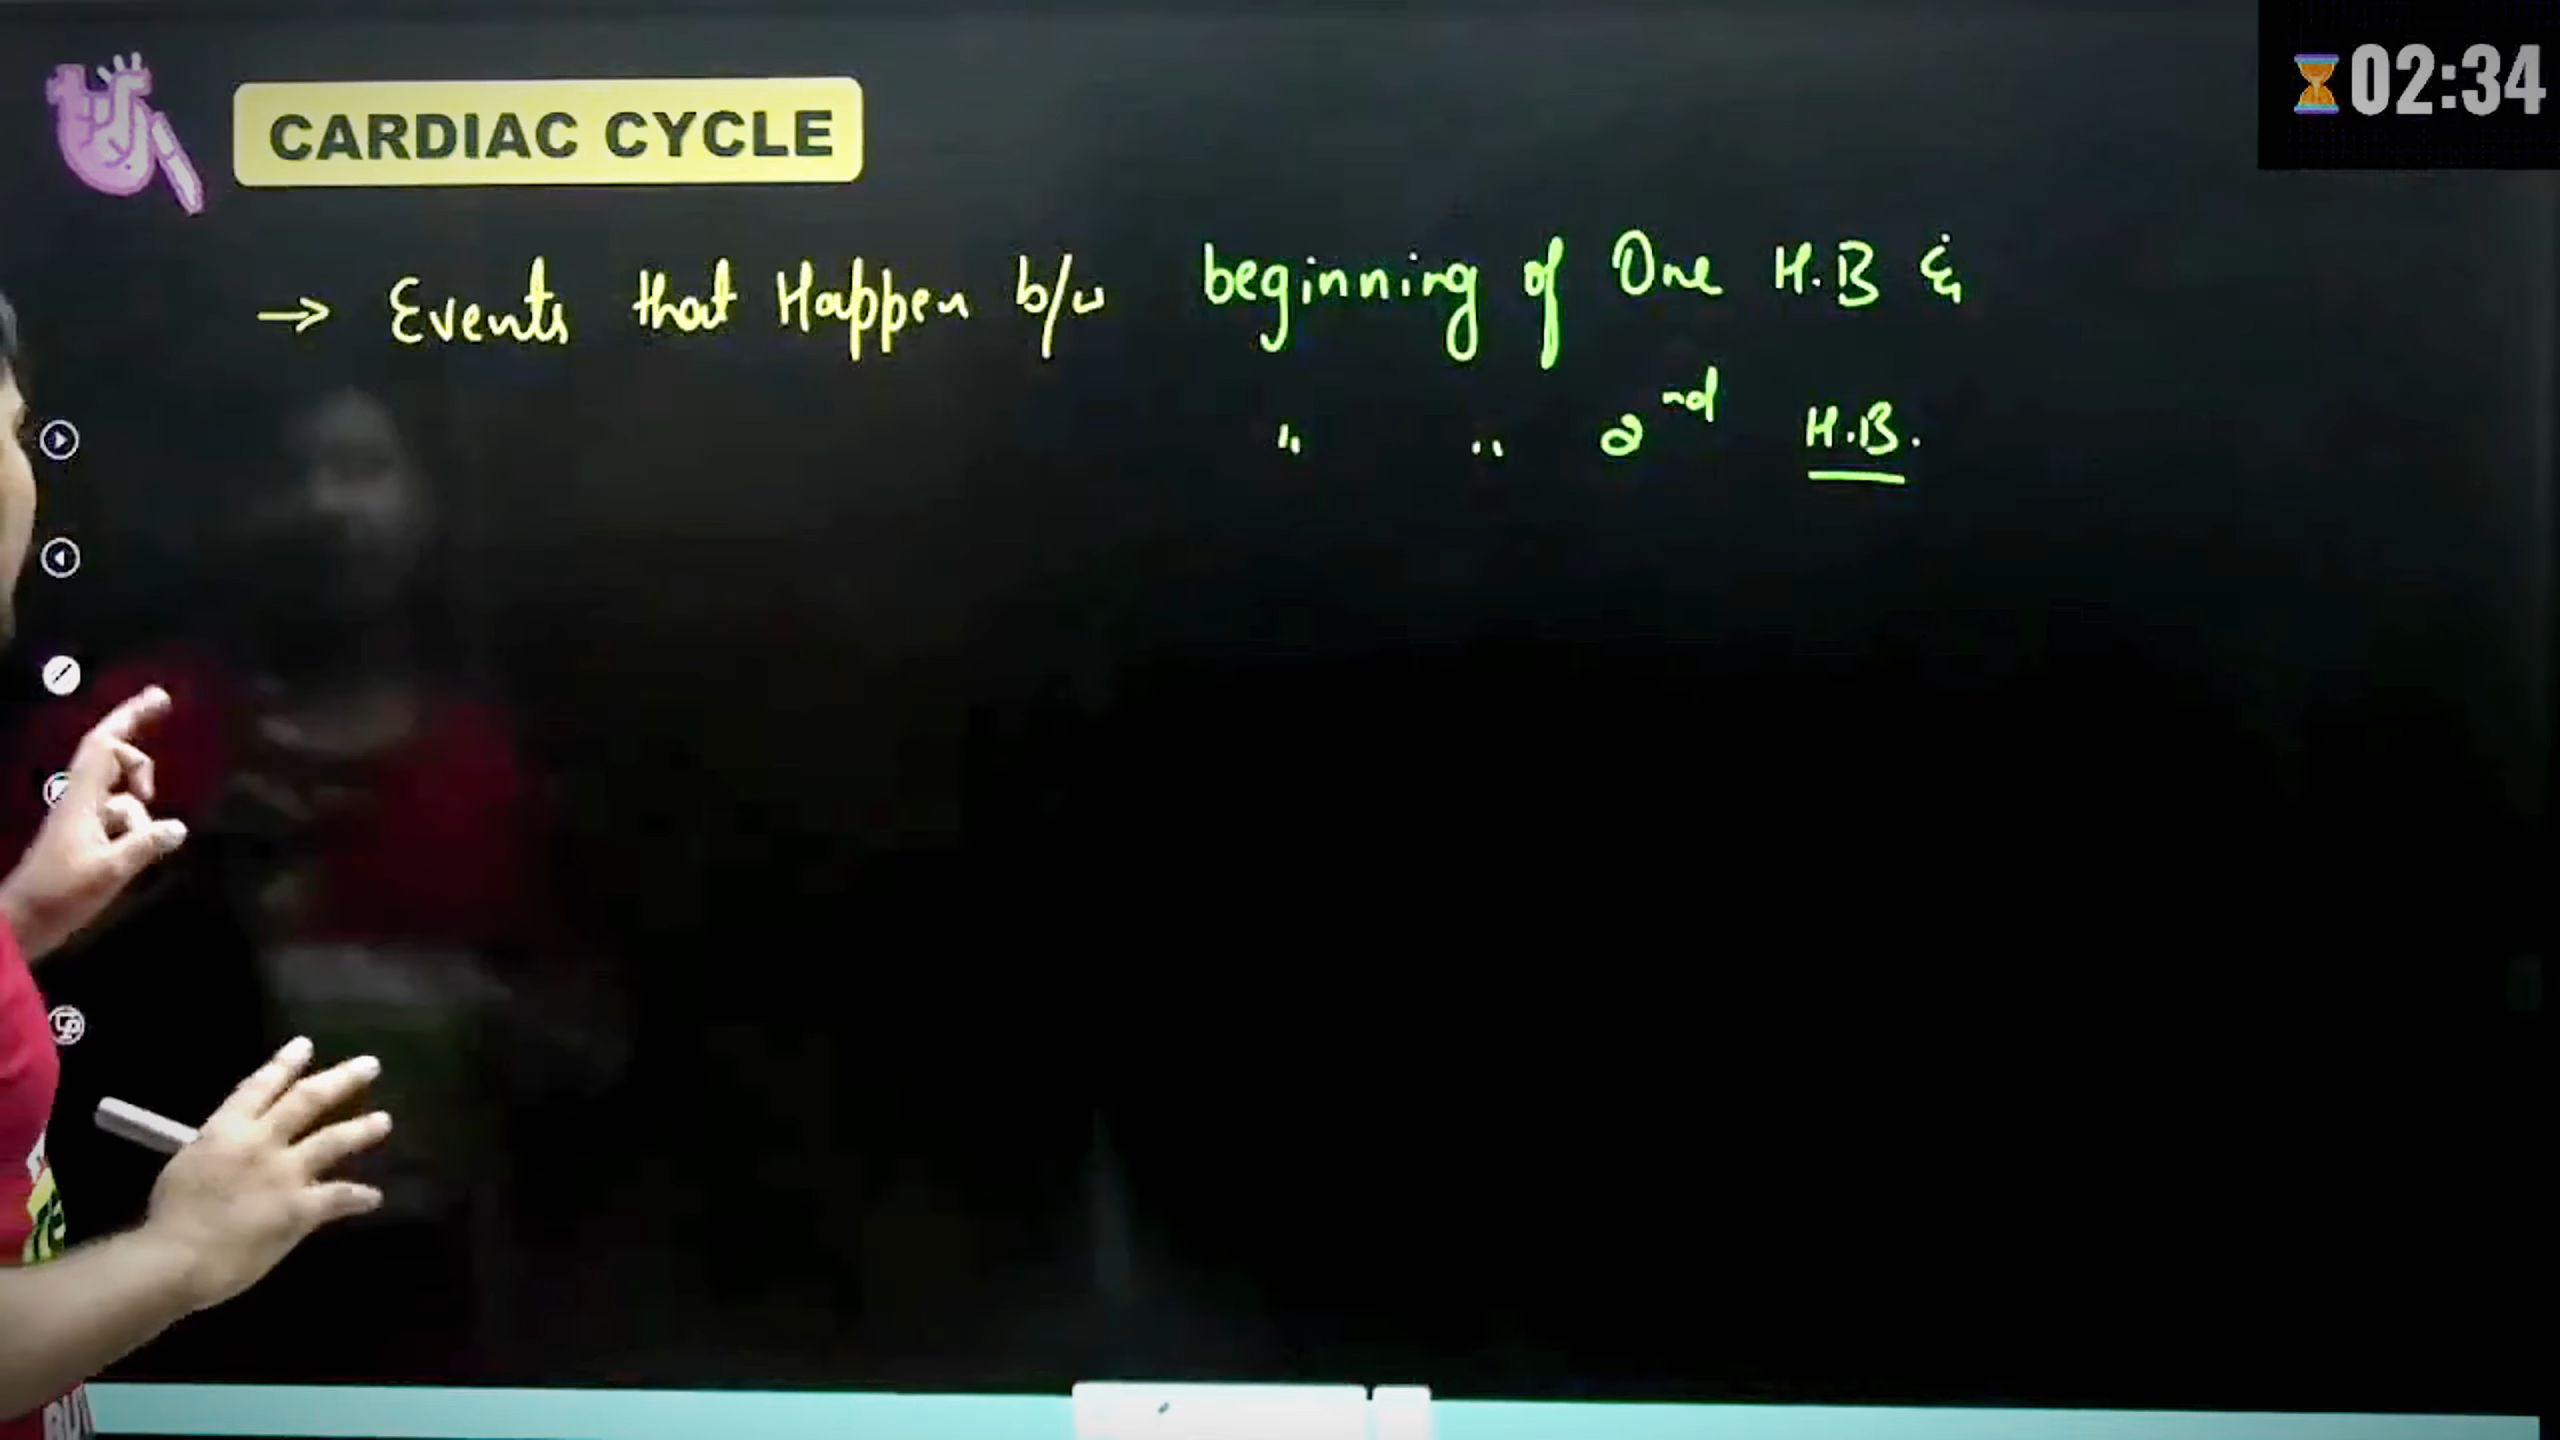 CARDIAC CYCLE
02:34
→ Events that Happen b/w beginning of One H.B &
" " 2nd H.B.